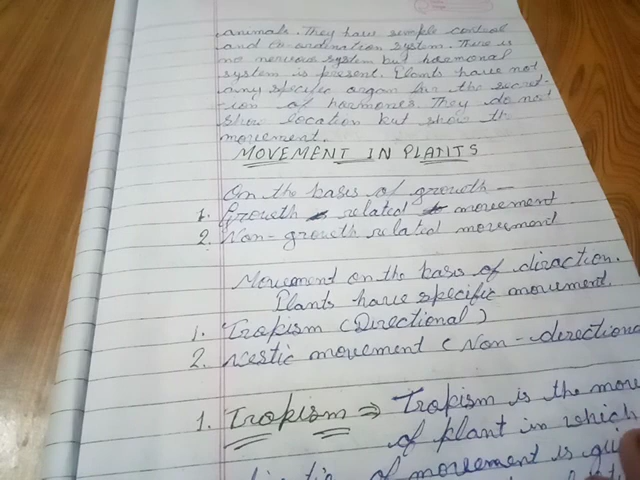 animals. They have simple control
and co-ordination system. There is
no nervous system but harmonal
system is present. Plants have not
any specific organ for the secret-
tion of harmones. They do not
show location but show the
movement.
MOVEMENT IN PLANTS
On the basis of growth -
1. Growth related movement
2. Non-growth related movement
Movement on the basis of diraction.
Plants have specific movement.
1. Tropism (Directional)
2. Nestic movement (Non-directiona
1. Tropism ⇒ Tropism is the move
of plant in which
of movement is gui